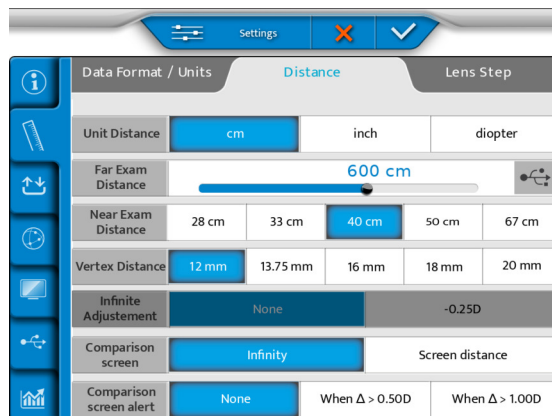 Settings
Data Format / Units Distance Lens Step
Unit Distance cm inch diopter
Far Exam
Distance
600 cm
Near Exam
Distance
28 cm 33 cm 40 cm 50 cm 67 cm
Vertex Distance 12 mm 13.75 mm 16 mm 18 mm 20 mm
Infinite
Adjustement
None -0.25D
Comparison
screen
Infinity Screen distance
Comparison
screen alert
None When Δ > 0.50D When Δ > 1.00D